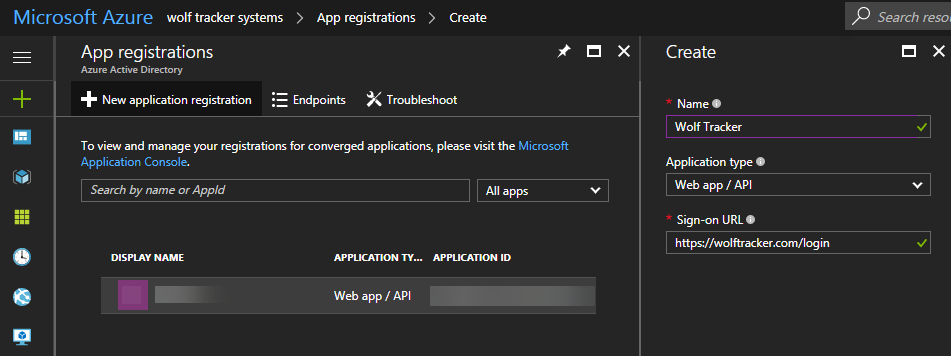 Microsoft Azure wolf tracker systems > App registrations > Create
Search resou
App registrations
Azure Active Directory
New application registration Endpoints Troubleshoot
To view and manage your registrations for converged applications, please visit the Microsoft
Application Console.
Search by name or AppId All apps
DISPLAY NAME APPLICATION TY... APPLICATION ID
Web app / API
Create
* Name
Wolf Tracker
Application type
Web app / API
* Sign-on URL
https://wolftracker.com/login